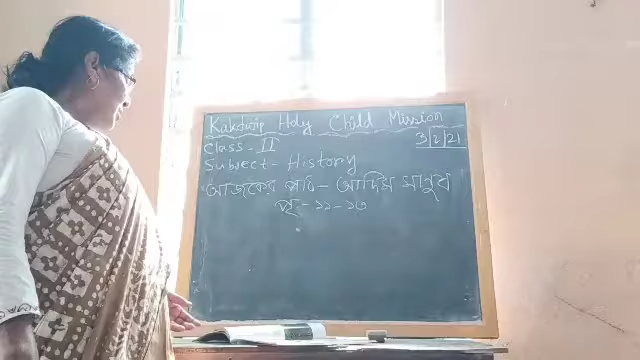 Kakdwip Holy Child Mission
Class - II
3/2/21
Subject - History
আজকের পাঠ - আদিম মানুষ
পৃ: - ১১ - ১৩